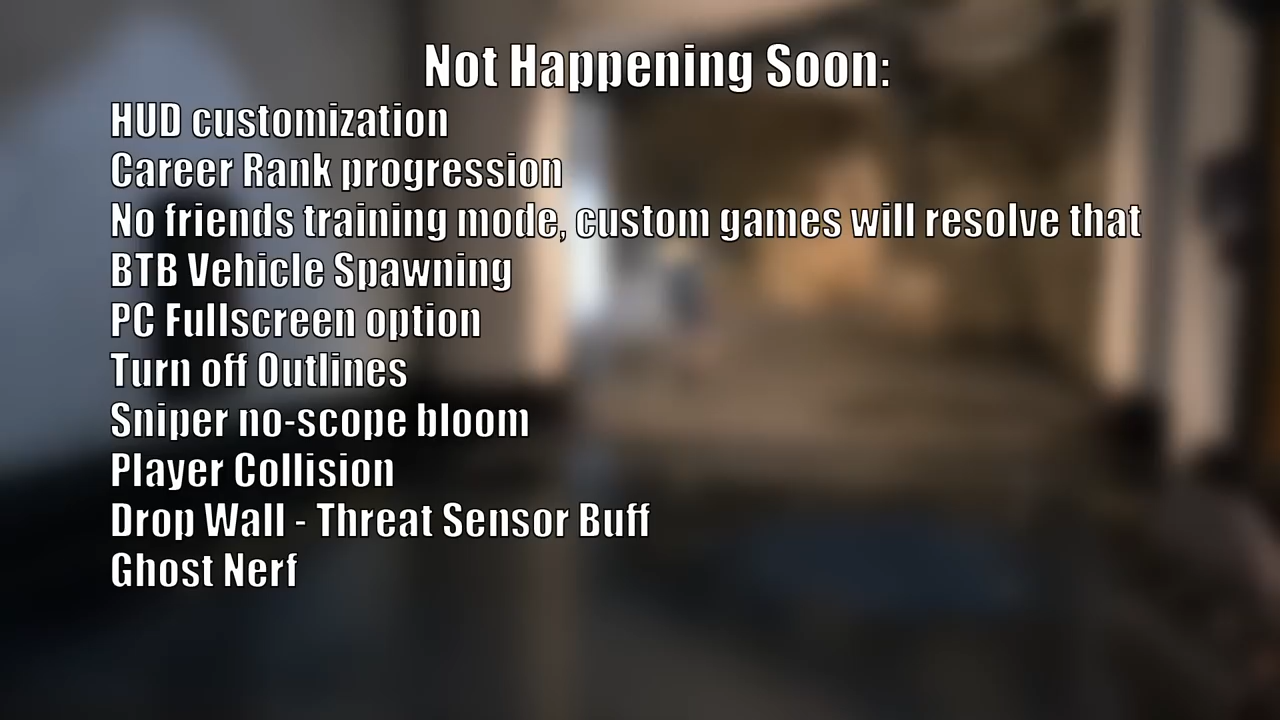 Not Happening Soon:
HUD customization
Career Rank progression
No friends training mode, custom games will resolve that
BTB Vehicle Spawning
PC Fullscreen option
Turn off Outlines
Sniper no-scope bloom
Player Collision
Drop Wall - Threat Sensor Buff
Ghost Nerf